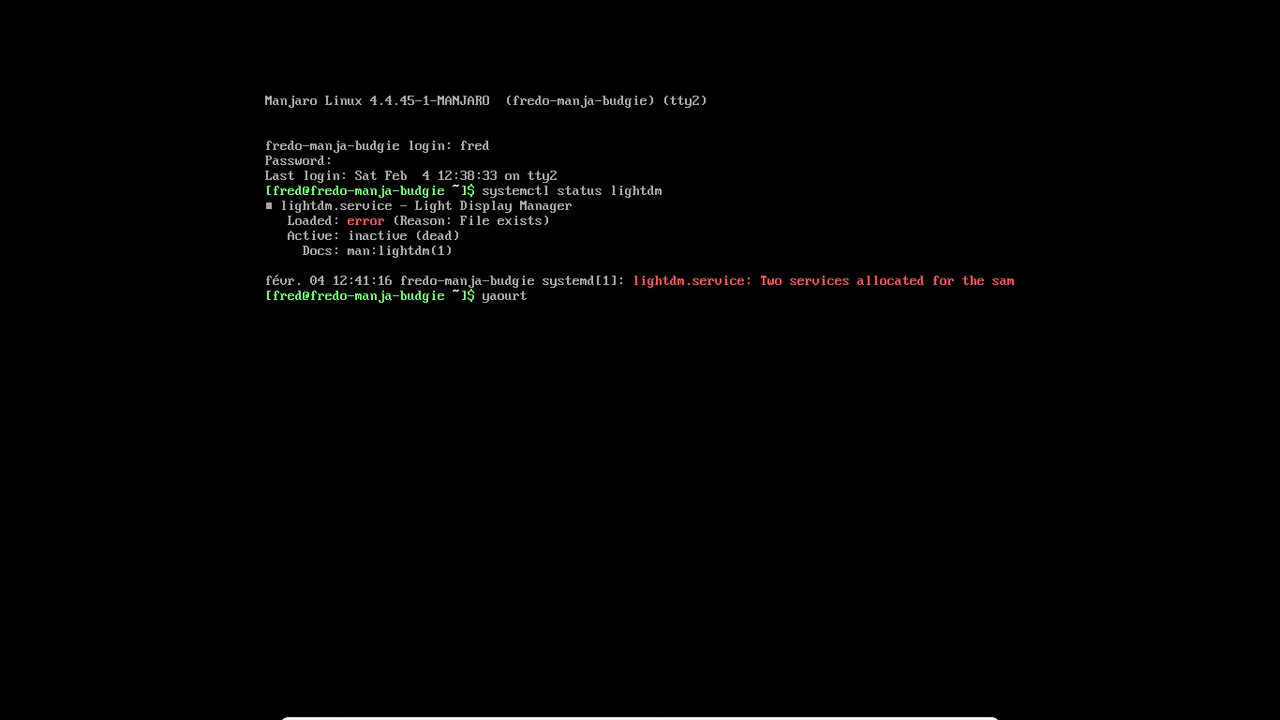 Manjaro Linux 4.4.45-1-MANJARO (fredo-manja-budgie) (tty2)
fredo-manja-budgie login: fred
Password:
Last login: Sat Feb 4 12:38:33 on tty2
[fred@fredo-manja-budgie ~]$ systemctl status lightdm
■ lightdm.service - Light Display Manager
Loaded: error (Reason: File exists)
Active: inactive (dead)
Docs: man:lightdm(1)
févr. 04 12:41:16 fredo-manja-budgie systemd[1]: lightdm.service: Two services allocated for the sam
[fred@fredo-manja-budgie ~]$ yaourt